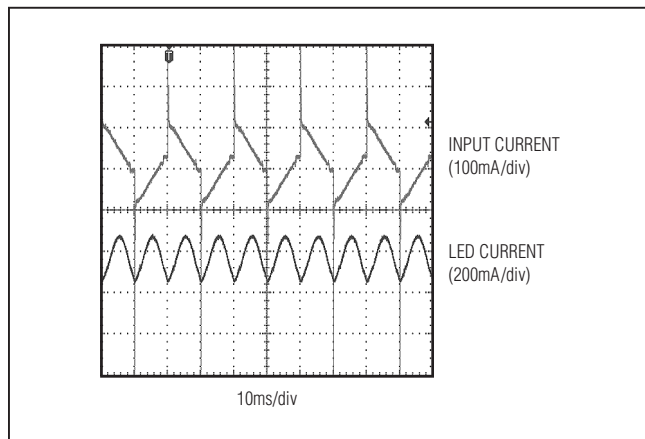 T
INPUT CURRENT
(100mA/div)
LED CURRENT
(200mA/div)
10ms/div